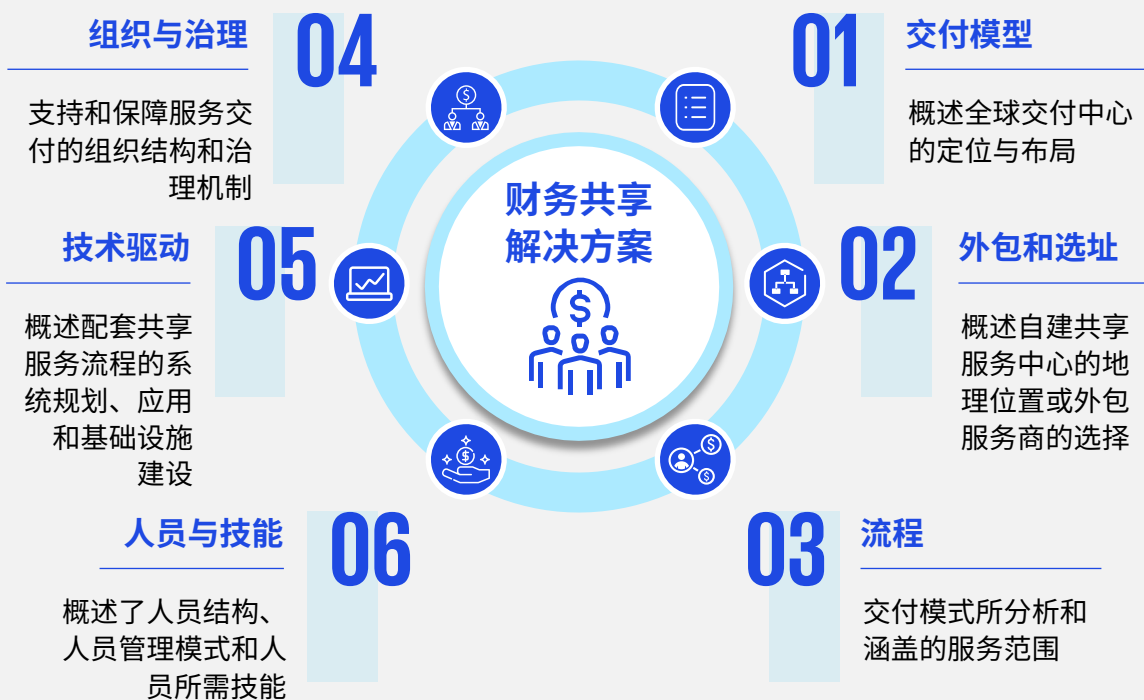 财务共享
解决方案
01
交付模型
概述全球交付中心
的定位与布局
02
外包和选址
概述自建共享
服务中心的地
理位置或外包
服务商的选择
03
流程
交付模式所分析和
涵盖的服务范围
04
组织与治理
支持和保障服务交
付的组织结构和治
理机制
05
技术驱动
概述配套共享
服务流程的系
统规划、应用
和基础设施
建设
06
人员与技能
概述了人员结构、
人员管理模式和人
员所需技能